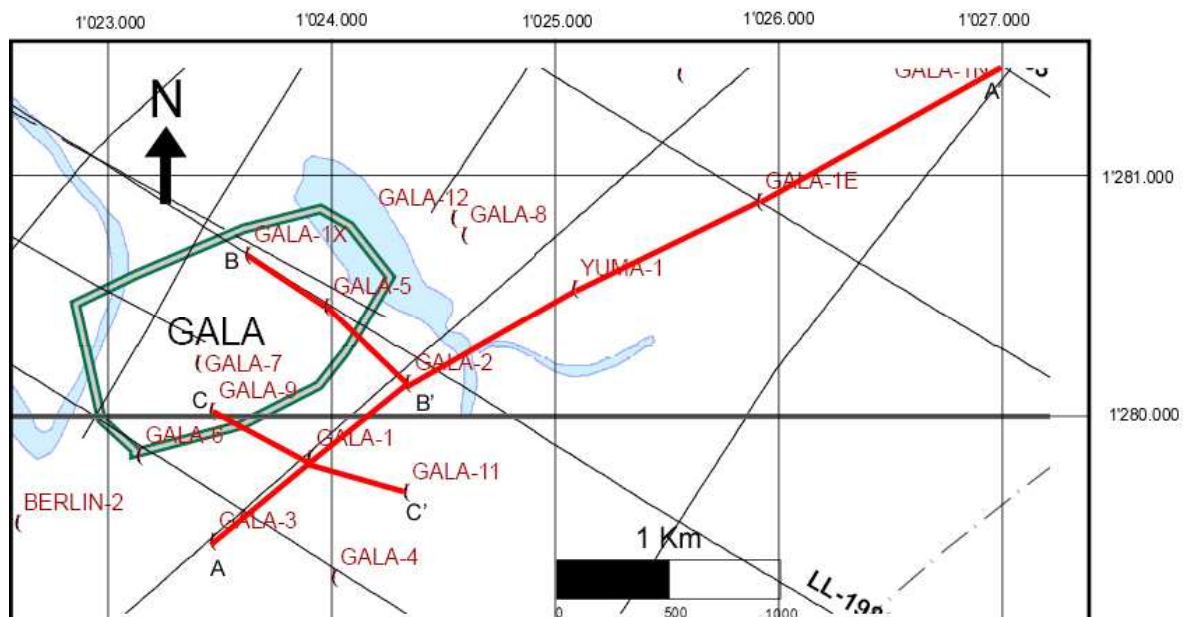 1'023.000
1'024.000
1'025.000
1'026.000
1'027.000
GALA-1N
A'
N
1'281.000
GALA-12
GALA-8
GALA-1E
GALA-1X
B
YUMA-1
GALA-5
GALA
GALA-7
GALA-2
C
GALA-9
B'
1'280.000
GALA-6
GALA-1
GALA-11
C'
BERLIN-2
GALA-3
A
GALA-4
1 Km
0
500
1000